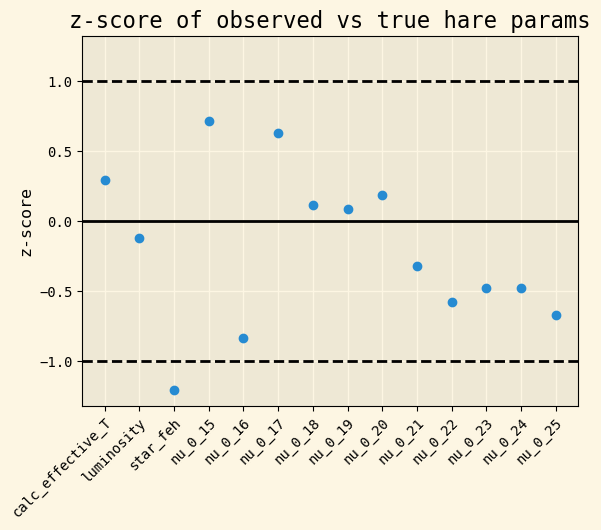 z-score of observed vs true hare params
z-score
1.0
0.5
0.0
−0.5
−1.0
calc_effective_T
luminosity
star_feh
nu_0_15
nu_0_16
nu_0_17
nu_0_18
nu_0_19
nu_0_20
nu_0_21
nu_0_22
nu_0_23
nu_0_24
nu_0_25